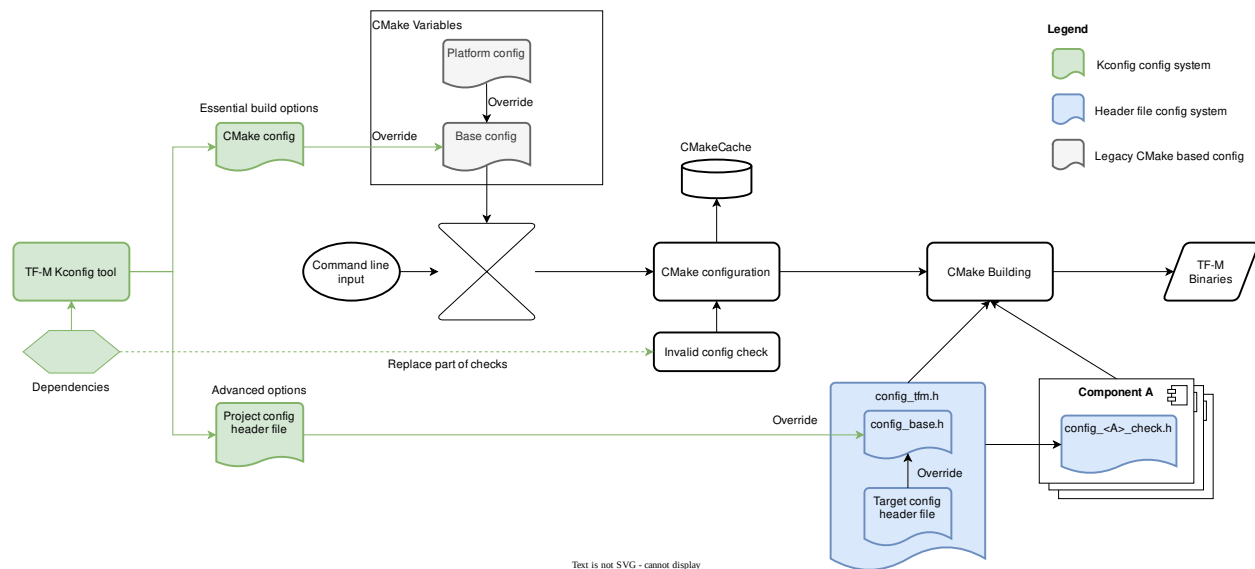 CMake Variables
Platform config
Override
Base config
Essential build options
CMake config
Override
Legend
Kconfig config system
Header file config system
Legacy CMake based config
CMakeCache
TF-M Kconfig tool
Command line
input
CMake configuration
CMake Building
TF-M
Binaries
Invalid config check
Replace part of checks
Dependencies
Advanced options
Project config
header file
Override
config_tfm.h
config_base.h
Override
Target config
header file
Component A
config_<A>_check.h
Text is not SVG - cannot display